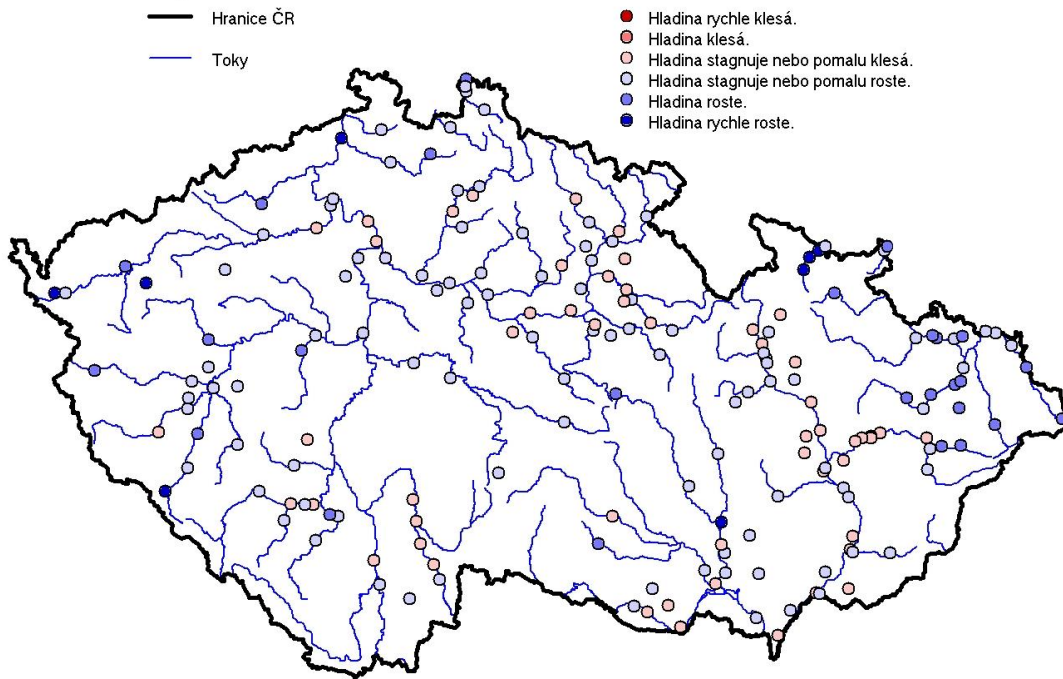 Hranice ČR
Toky
Hladina rychle klesá.
Hladina klesá.
Hladina stagnuje nebo pomalu klesá.
Hladina stagnuje nebo pomalu roste.
Hladina roste.
Hladina rychle roste.